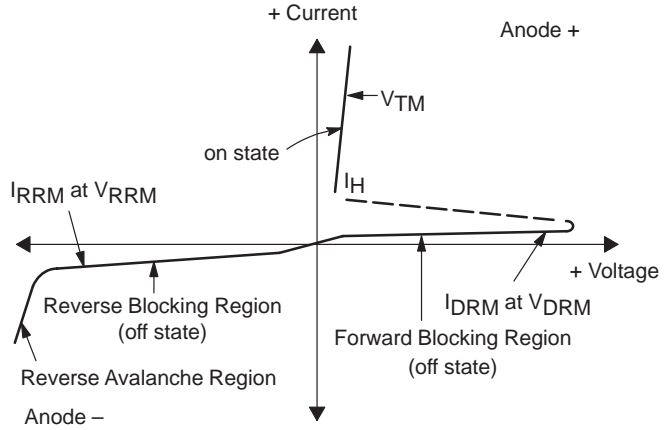 + Current
Anode +
VTM
on state
IH
IRRM at VRRM
+ Voltage
Reverse Blocking Region
(off state)
IDRM at VDRM
Forward Blocking Region
(off state)
Reverse Avalanche Region
Anode –